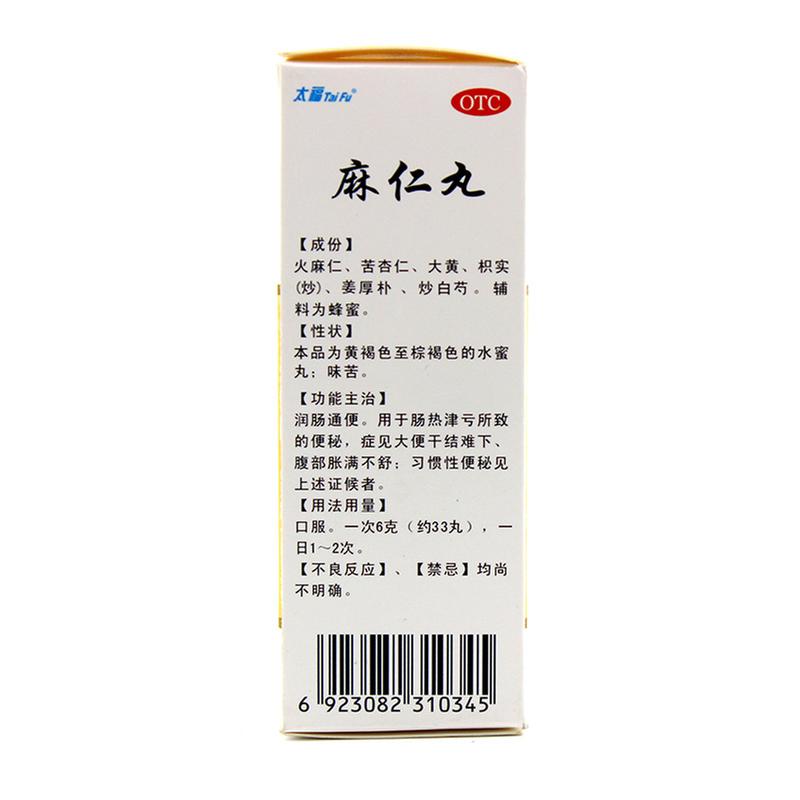 太福 Tai Fu®
OTC
麻仁丸
【成份】
火麻仁、苦杏仁、大黄、枳实
(炒)、姜厚朴、炒白芍。辅
料为蜂蜜。
【性状】
本品为黄褐色至棕褐色的水蜜
丸；味苦。
【功能主治】
润肠通便。用于肠热津亏所致
的便秘，症见大便干结难下、
腹部胀满不舒；习惯性便秘见
上述证候者。
【用法用量】
口服。一次6克（约33丸），一
日1～2次。
【不良反应】、【禁忌】均尚
不明确。
6 923082 310345